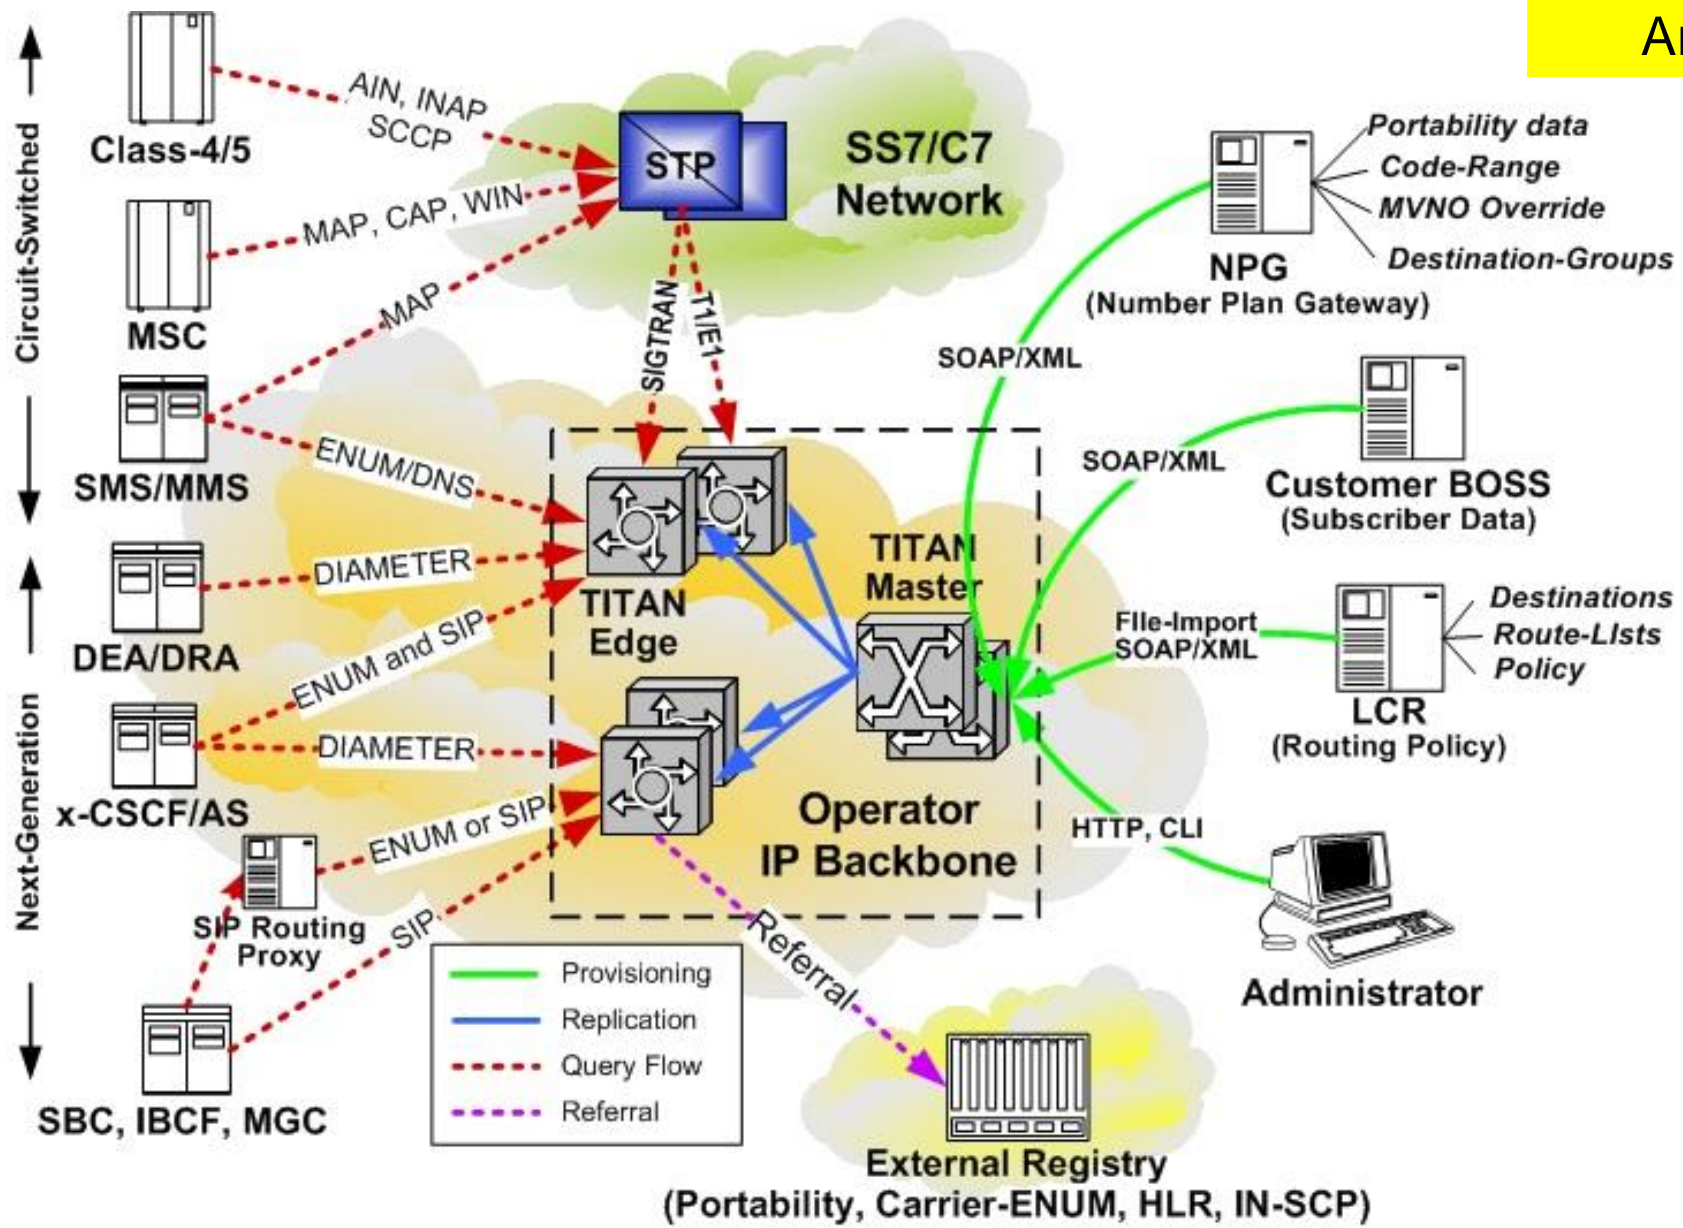 Circuit-Switched
Next-Generation
Class-4/5
MSC
SMS/MMS
DEA/DRA
x-CSCF/AS
SIP Routing
Proxy
SBC, IBCF, MGC
AIN, INAP
SCCP
MAP, CAP, WIN
MAP
ENUM/DNS
DIAMETER
ENUM and SIP
DIAMETER
ENUM or SIP
SIP
STP
SS7/C7
Network
SIGTRAN
T1/E1
TITAN
Edge
TITAN
Master
Operator
IP Backbone
Referral
Provisioning
Replication
Query Flow
Referral
External Registry
(Portability, Carrier-ENUM, HLR, IN-SCP)
Portability data
Code-Range
MVNO Override
Destination-Groups
NPG
(Number Plan Gateway)
SOAP/XML
SOAP/XML
Customer BOSS
(Subscriber Data)
FIle-Import
SOAP/XML
Destinations
Route-LIsts
Policy
LCR
(Routing Policy)
HTTP, CLI
Administrator